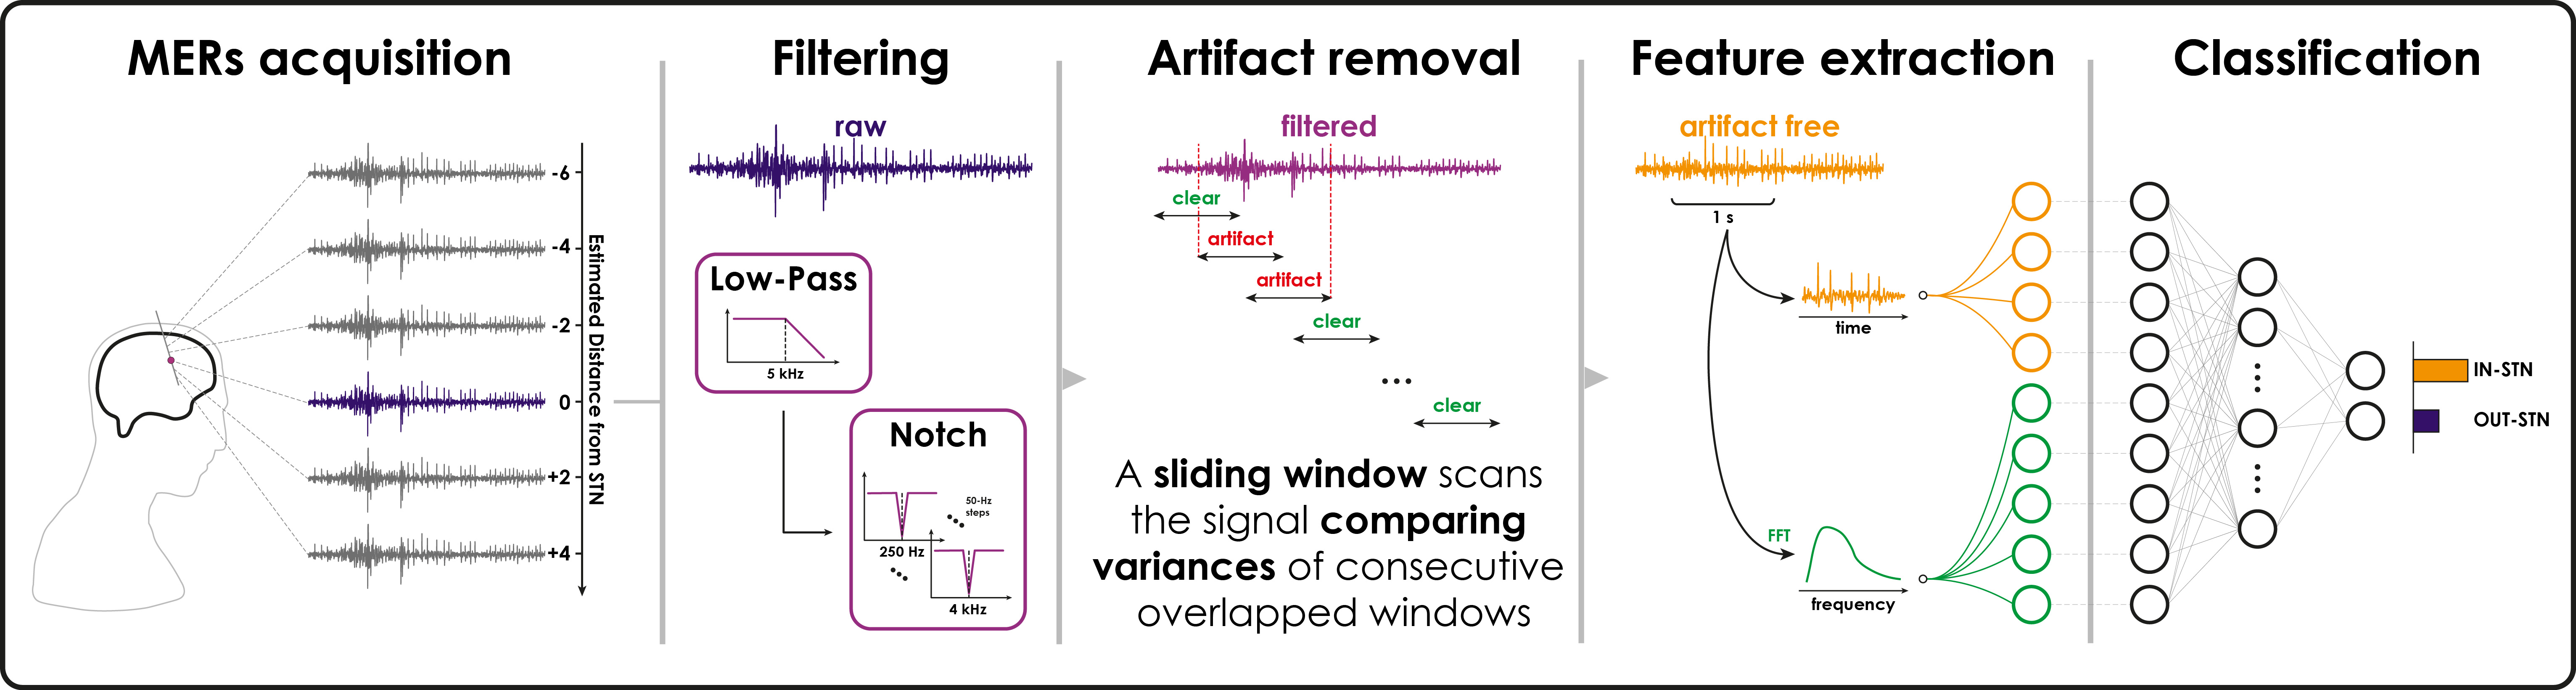 MERs acquisition
-6
-4
-2
0
+2
+4
Estimated Distance from STN
Filtering
raw
Low-Pass
5 kHz
Notch
50-Hz
steps
250 Hz
4 kHz
Artifact removal
filtered
clear
artifact
artifact
clear
...
clear
A sliding window scans
the signal comparing
variances of consecutive
overlapped windows
Feature extraction
artifact free
1 s
time
FFT
frequency
Classification
IN-STN
OUT-STN